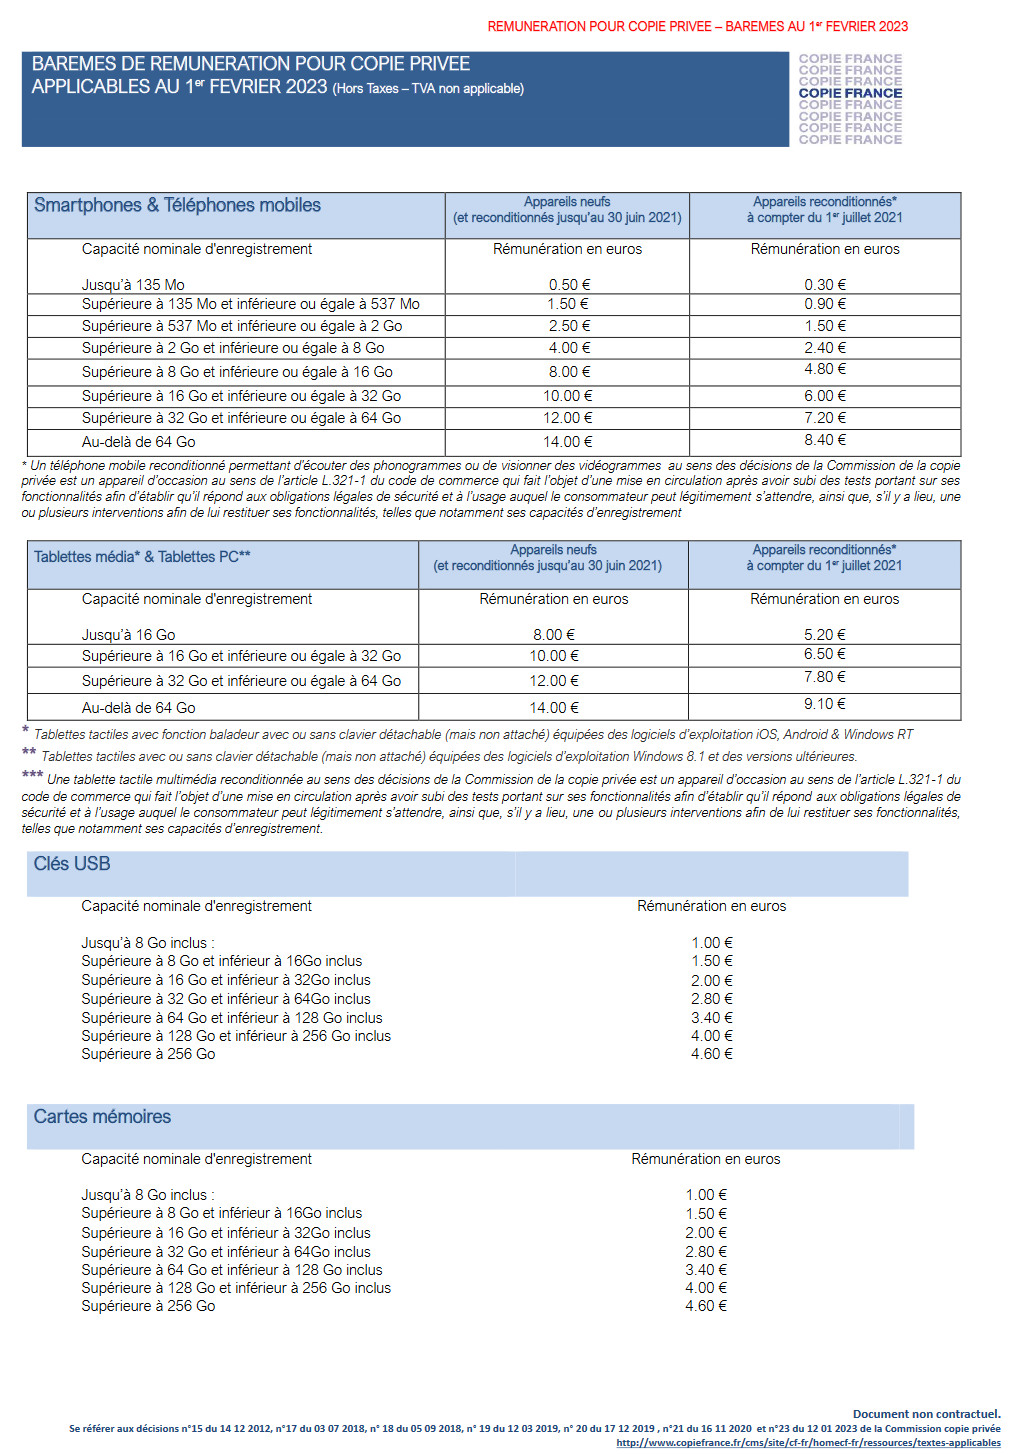 REMUNERATION POUR COPIE PRIVEE – BAREMES AU 1er FEVRIER 2023
BAREMES DE REMUNERATION POUR COPIE PRIVEE
APPLICABLES AU 1er FEVRIER 2023 (Hors Taxes – TVA non applicable)
COPIE FRANCE
COPIE FRANCE
COPIE FRANCE
COPIE FRANCE
COPIE FRANCE
COPIE FRANCE
COPIE FRANCE
COPIE FRANCE
Smartphones & Téléphones mobiles Appareils neufs (et reconditionnés jusqu'au 30 juin 2021) Appareils reconditionnés* à compter du 1er juillet 2021
Capacité nominale d'enregistrement Rémunération en euros Rémunération en euros
Jusqu'à 135 Mo 0.50 € 0.30 €
Supérieure à 135 Mo et inférieure ou égale à 537 Mo 1.50 € 0.90 €
Supérieure à 537 Mo et inférieure ou égale à 2 Go 2.50 € 1.50 €
Supérieure à 2 Go et inférieure ou égale à 8 Go 4.00 € 2.40 €
Supérieure à 8 Go et inférieure ou égale à 16 Go 8.00 € 4.80 €
Supérieure à 16 Go et inférieure ou égale à 32 Go 10.00 € 6.00 €
Supérieure à 32 Go et inférieure ou égale à 64 Go 12.00 € 7.20 €
Au-delà de 64 Go 14.00 € 8.40 €
* Un téléphone mobile reconditionné permettant d'écouter des phonogrammes ou de visionner des vidéogrammes au sens des décisions de la Commission de la copie
privée est un appareil d'occasion au sens de l'article L.321-1 du code de commerce qui fait l'objet d'une mise en circulation après avoir subi des tests portant sur ses
fonctionnalités afin d'établir qu'il répond aux obligations légales de sécurité et à l'usage auquel le consommateur peut légitimement s'attendre, ainsi que, s'il y a lieu, une
ou plusieurs interventions afin de lui restituer ses fonctionnalités, telles que notamment ses capacités d'enregistrement
Tablettes média* & Tablettes PC** Appareils neufs (et reconditionnés jusqu'au 30 juin 2021) Appareils reconditionnés* à compter du 1er juillet 2021
Capacité nominale d'enregistrement Rémunération en euros Rémunération en euros
Jusqu'à 16 Go 8.00 € 5.20 €
Supérieure à 16 Go et inférieure ou égale à 32 Go 10.00 € 6.50 €
Supérieure à 32 Go et inférieure ou égale à 64 Go 12.00 € 7.80 €
Au-delà de 64 Go 14.00 € 9.10 €
* Tablettes tactiles avec fonction baladeur avec ou sans clavier détachable (mais non attaché) équipées des logiciels d'exploitation iOS, Android & Windows RT
** Tablettes tactiles avec ou sans clavier détachable (mais non attaché) équipées des logiciels d'exploitation Windows 8.1 et des versions ultérieures.
*** Une tablette tactile multimédia reconditionnée au sens des décisions de la Commission de la copie privée est un appareil d'occasion au sens de l'article L.321-1 du
code de commerce qui fait l'objet d'une mise en circulation après avoir subi des tests portant sur ses fonctionnalités afin d'établir qu'il répond aux obligations légales de
sécurité et à l'usage auquel le consommateur peut légitimement s'attendre, ainsi que, s'il y a lieu, une ou plusieurs interventions afin de lui restituer ses fonctionnalités,
telles que notamment ses capacités d'enregistrement.
Clés USB
Capacité nominale d'enregistrement Rémunération en euros
Jusqu'à 8 Go inclus : 1.00 €
Supérieure à 8 Go et inférieur à 16Go inclus 1.50 €
Supérieure à 16 Go et inférieur à 32Go inclus 2.00 €
Supérieure à 32 Go et inférieur à 64Go inclus 2.80 €
Supérieure à 64 Go et inférieur à 128 Go inclus 3.40 €
Supérieure à 128 Go et inférieur à 256 Go inclus 4.00 €
Supérieure à 256 Go 4.60 €
Cartes mémoires
Capacité nominale d'enregistrement Rémunération en euros
Jusqu'à 8 Go inclus : 1.00 €
Supérieure à 8 Go et inférieur à 16Go inclus 1.50 €
Supérieure à 16 Go et inférieur à 32Go inclus 2.00 €
Supérieure à 32 Go et inférieur à 64Go inclus 2.80 €
Supérieure à 64 Go et inférieur à 128 Go inclus 3.40 €
Supérieure à 128 Go et inférieur à 256 Go inclus 4.00 €
Supérieure à 256 Go 4.60 €
Document non contractuel.
Se référer aux décisions n°15 du 14 12 2012, n°17 du 03 07 2018, n° 18 du 05 09 2018, n° 19 du 12 03 2019, n° 20 du 17 12 2019 , n°21 du 16 11 2020 et n°23 du 12 01 2023 de la Commission copie privée
http://www.copiefrance.fr/cms/site/cf-fr/homecf-fr/ressources/textes-applicables